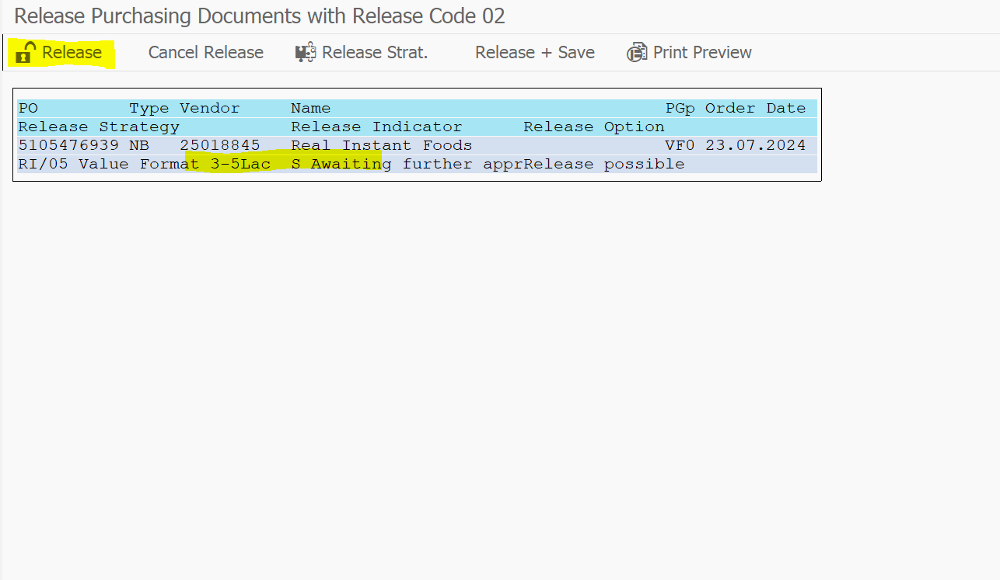 Release Purchasing Documents with Release Code 02
Release Cancel Release Release Strat. Release + Save Print Preview
PO Type Vendor Name PGp Order Date
Release Strategy Release Indicator Release Option
5105476939 NB 25018845 Real Instant Foods VF0 23.07.2024
RI/05 Value Format 3-5Lac S Awaiting further apprRelease possible